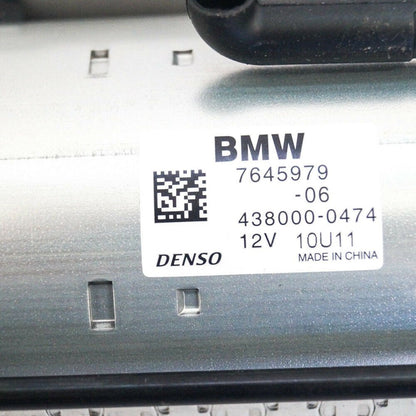 BMW
7645979
-06
438000-0474
12V 10U11
DENSO MADE IN CHINA